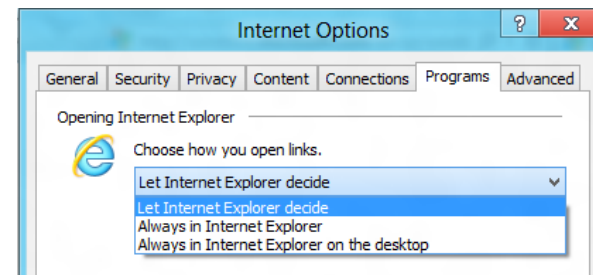 Internet Options
? x
General Security Privacy Content Connections Programs Advanced
Opening Internet Explorer
Choose how you open links.
Let Internet Explorer decide
Let Internet Explorer decide
Always in Internet Explorer
Always in Internet Explorer on the desktop